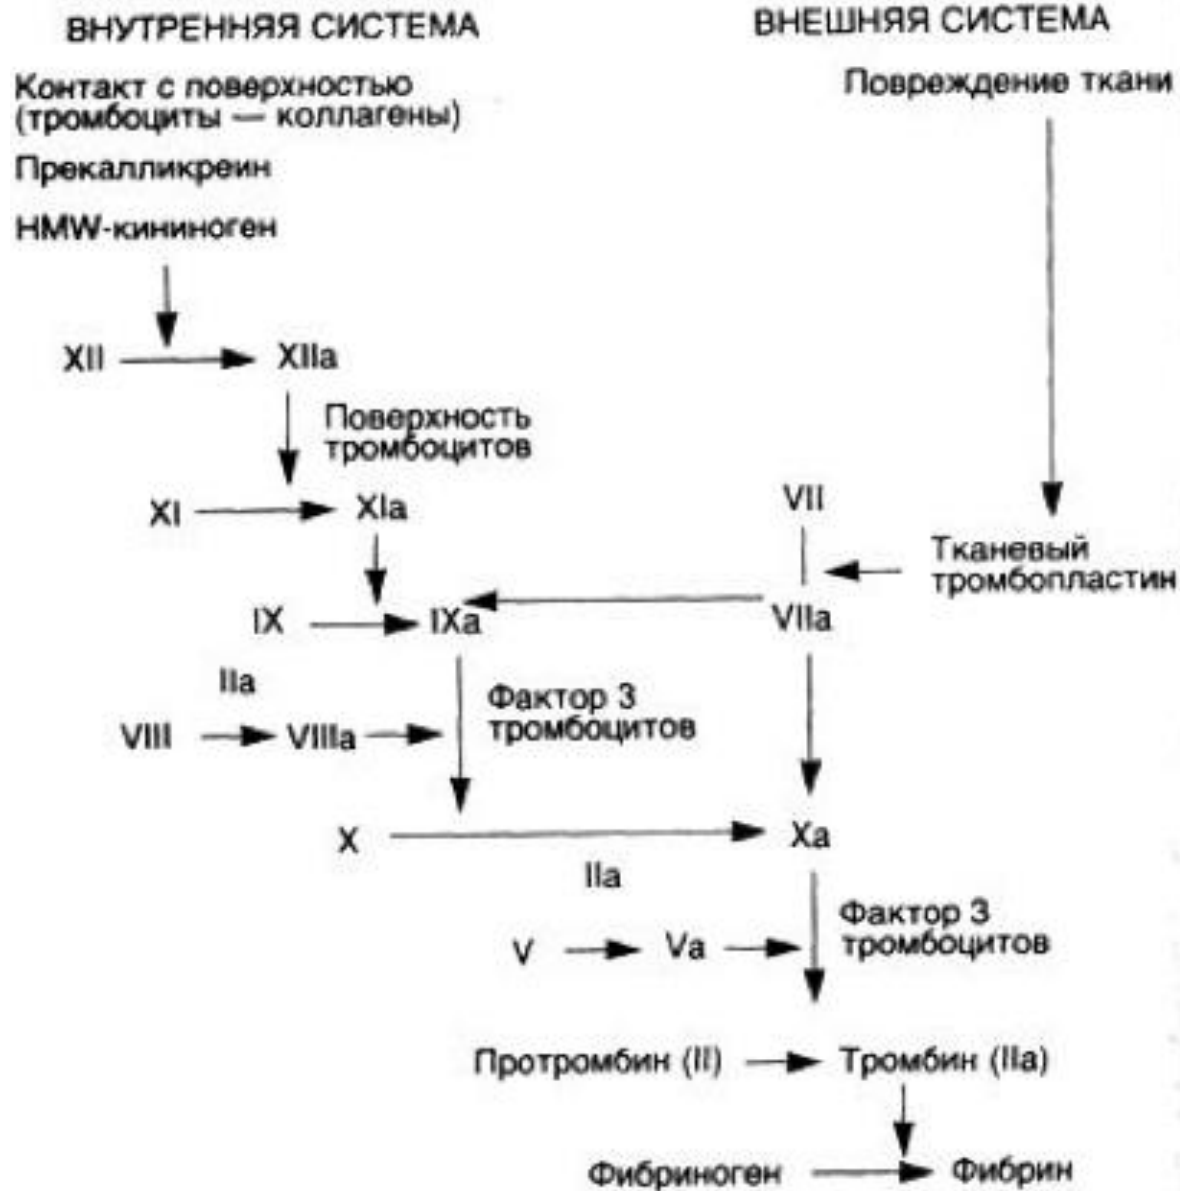 ВНУТРЕННЯЯ СИСТЕМА
ВНЕШНЯЯ СИСТЕМА
Контакт с поверхностью
(тромбоциты — коллагены)
Повреждение ткани
Прекалликреин
HMW-кининоген
XII
XIIa
Поверхность
тромбоцитов
XI
XIa
VII
Тканевый
тромбопластин
IX
IXa
VIIa
IIa
Фактор 3
тромбоцитов
VIII
VIIIa
X
Xa
IIa
Фактор 3
тромбоцитов
V
Va
Протромбин (II)
Тромбин (IIa)
Фибриноген
Фибрин